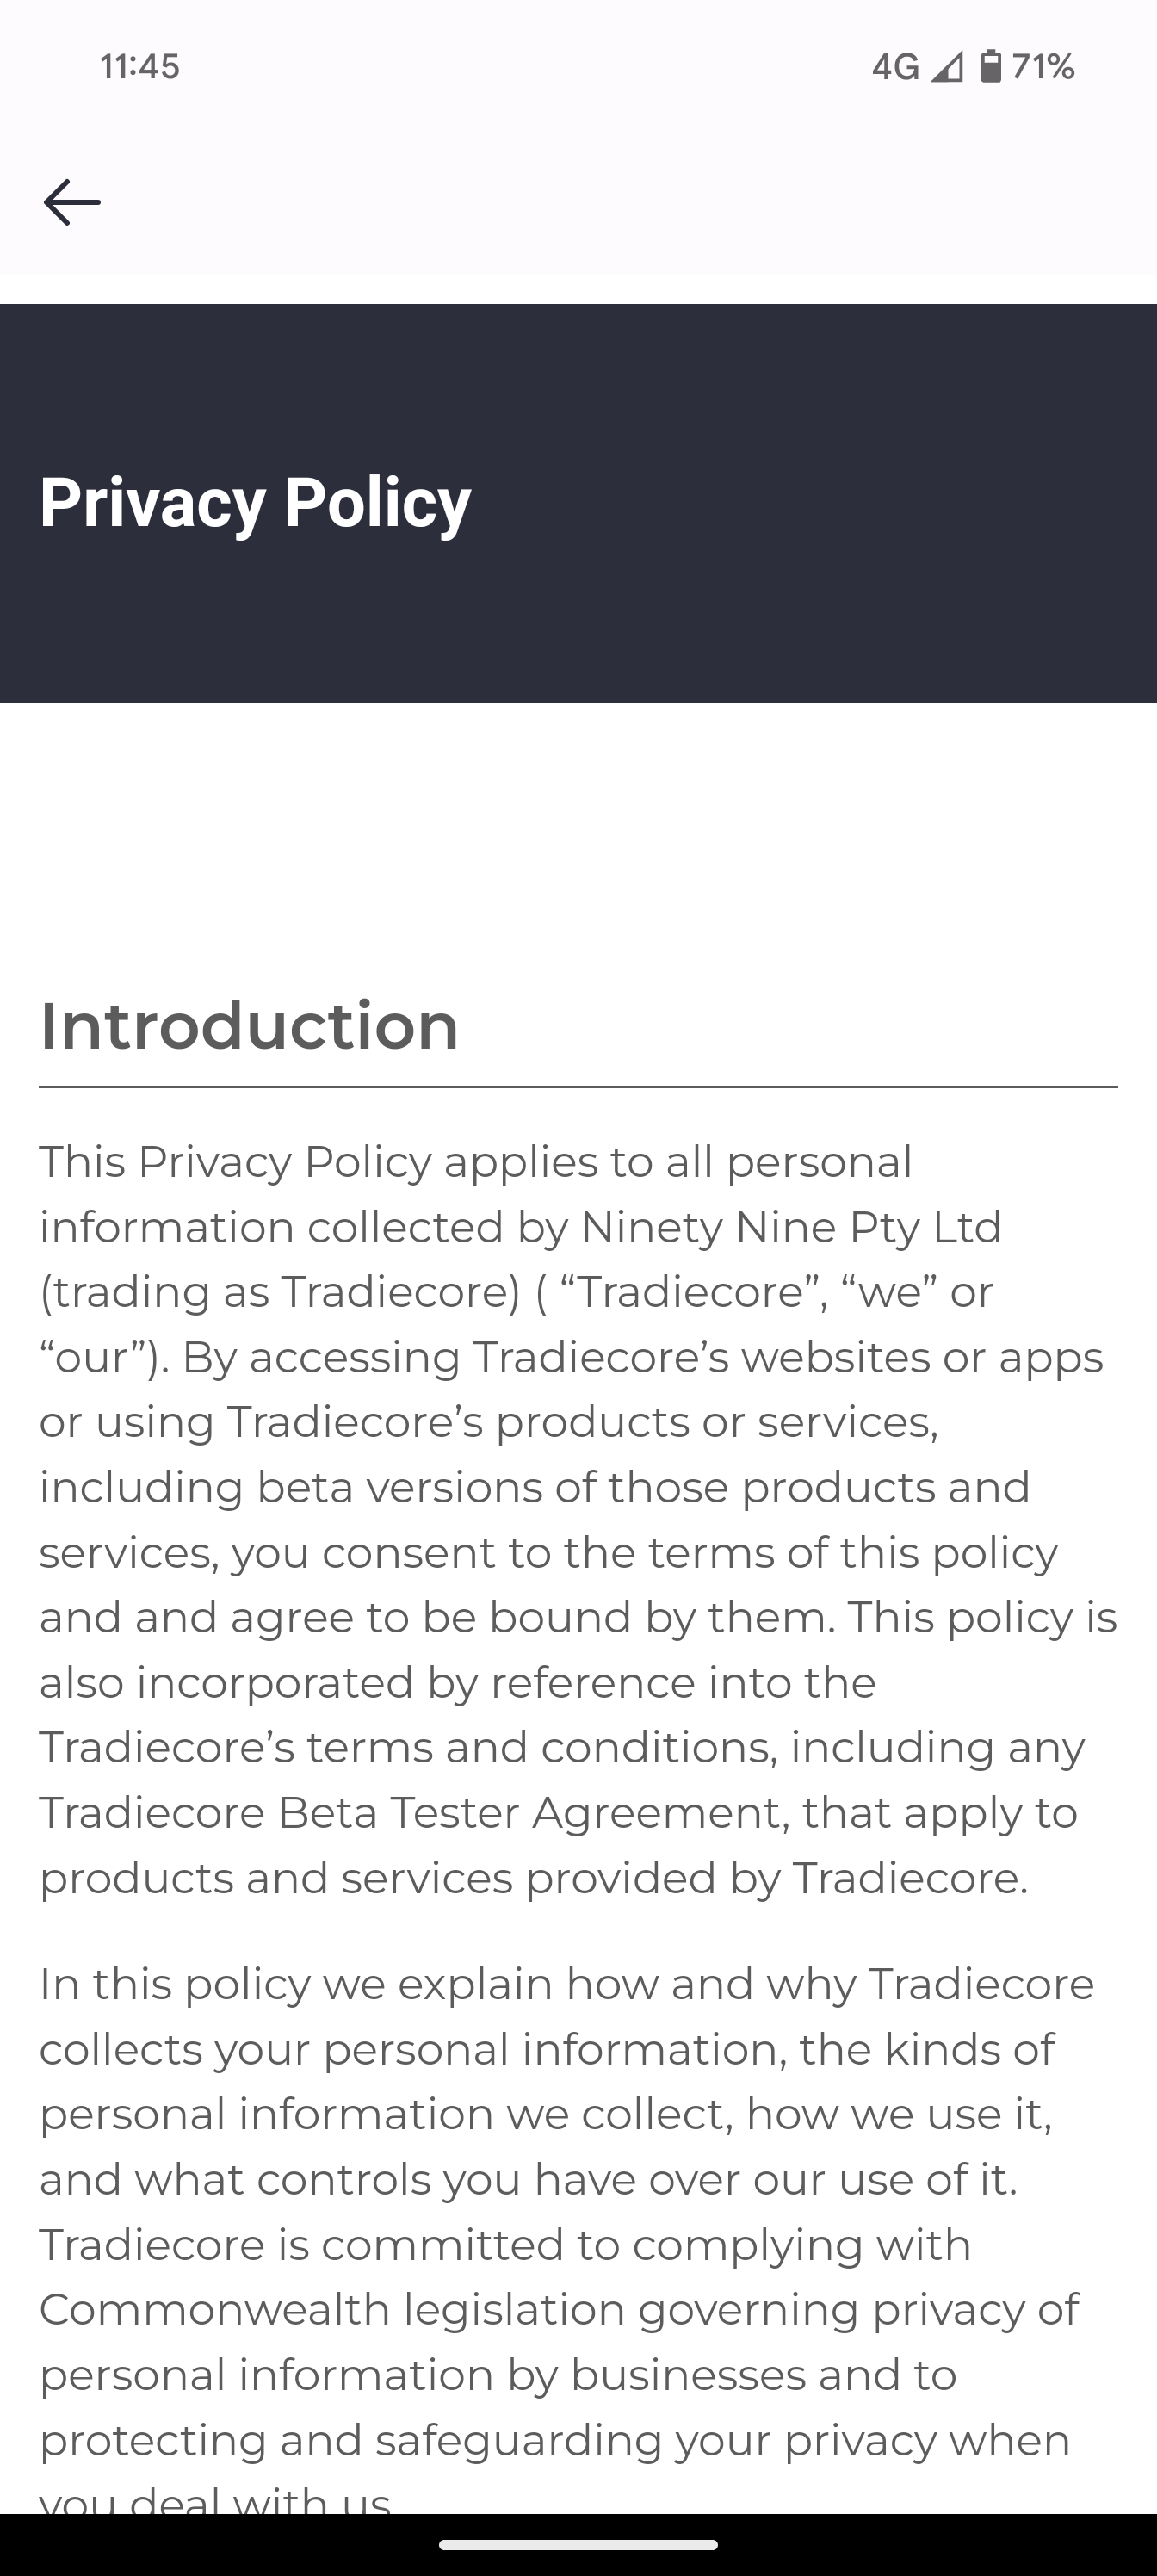 11:45
4G 71%
Privacy Policy
Introduction
This Privacy Policy applies to all personal
information collected by Ninety Nine Pty Ltd
(trading as Tradiecore) ( “Tradiecore”, “we” or
“our”). By accessing Tradiecore’s websites or apps
or using Tradiecore’s products or services,
including beta versions of those products and
services, you consent to the terms of this policy
and and agree to be bound by them. This policy is
also incorporated by reference into the
Tradiecore’s terms and conditions, including any
Tradiecore Beta Tester Agreement, that apply to
products and services provided by Tradiecore.
In this policy we explain how and why Tradiecore
collects your personal information, the kinds of
personal information we collect, how we use it,
and what controls you have over our use of it.
Tradiecore is committed to complying with
Commonwealth legislation governing privacy of
personal information by businesses and to
protecting and safeguarding your privacy when
you deal with us